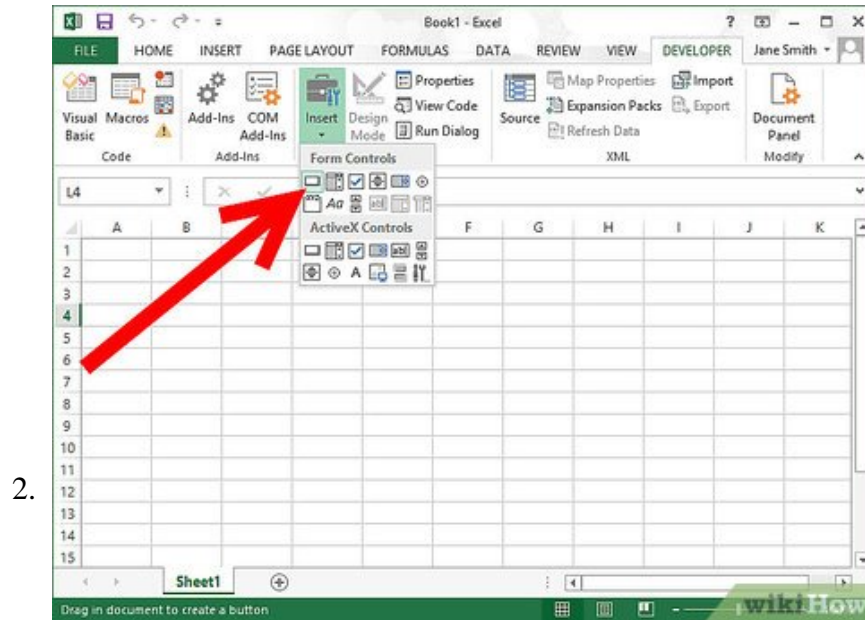 Book1 - Excel
FILE HOME INSERT PAGE LAYOUT FORMULAS DATA REVIEW VIEW DEVELOPER Jane Smith
Visual Basic
Macros
Code
Add-Ins
COM Add-Ins
Add-Ins
Insert
Design Mode
Properties
View Code
Run Dialog
Source
Map Properties
Expansion Packs
Refresh Data
Import
Export
XML
Document Panel
Modify
Form Controls
Aa
ab|
ActiveX Controls
ab|
A
L4
A B F G H I J K
1
2
3
4
5
6
7
8
9
10
11
2.
12
13
14
15
Sheet1
Drag in document to create a button
wikiHow